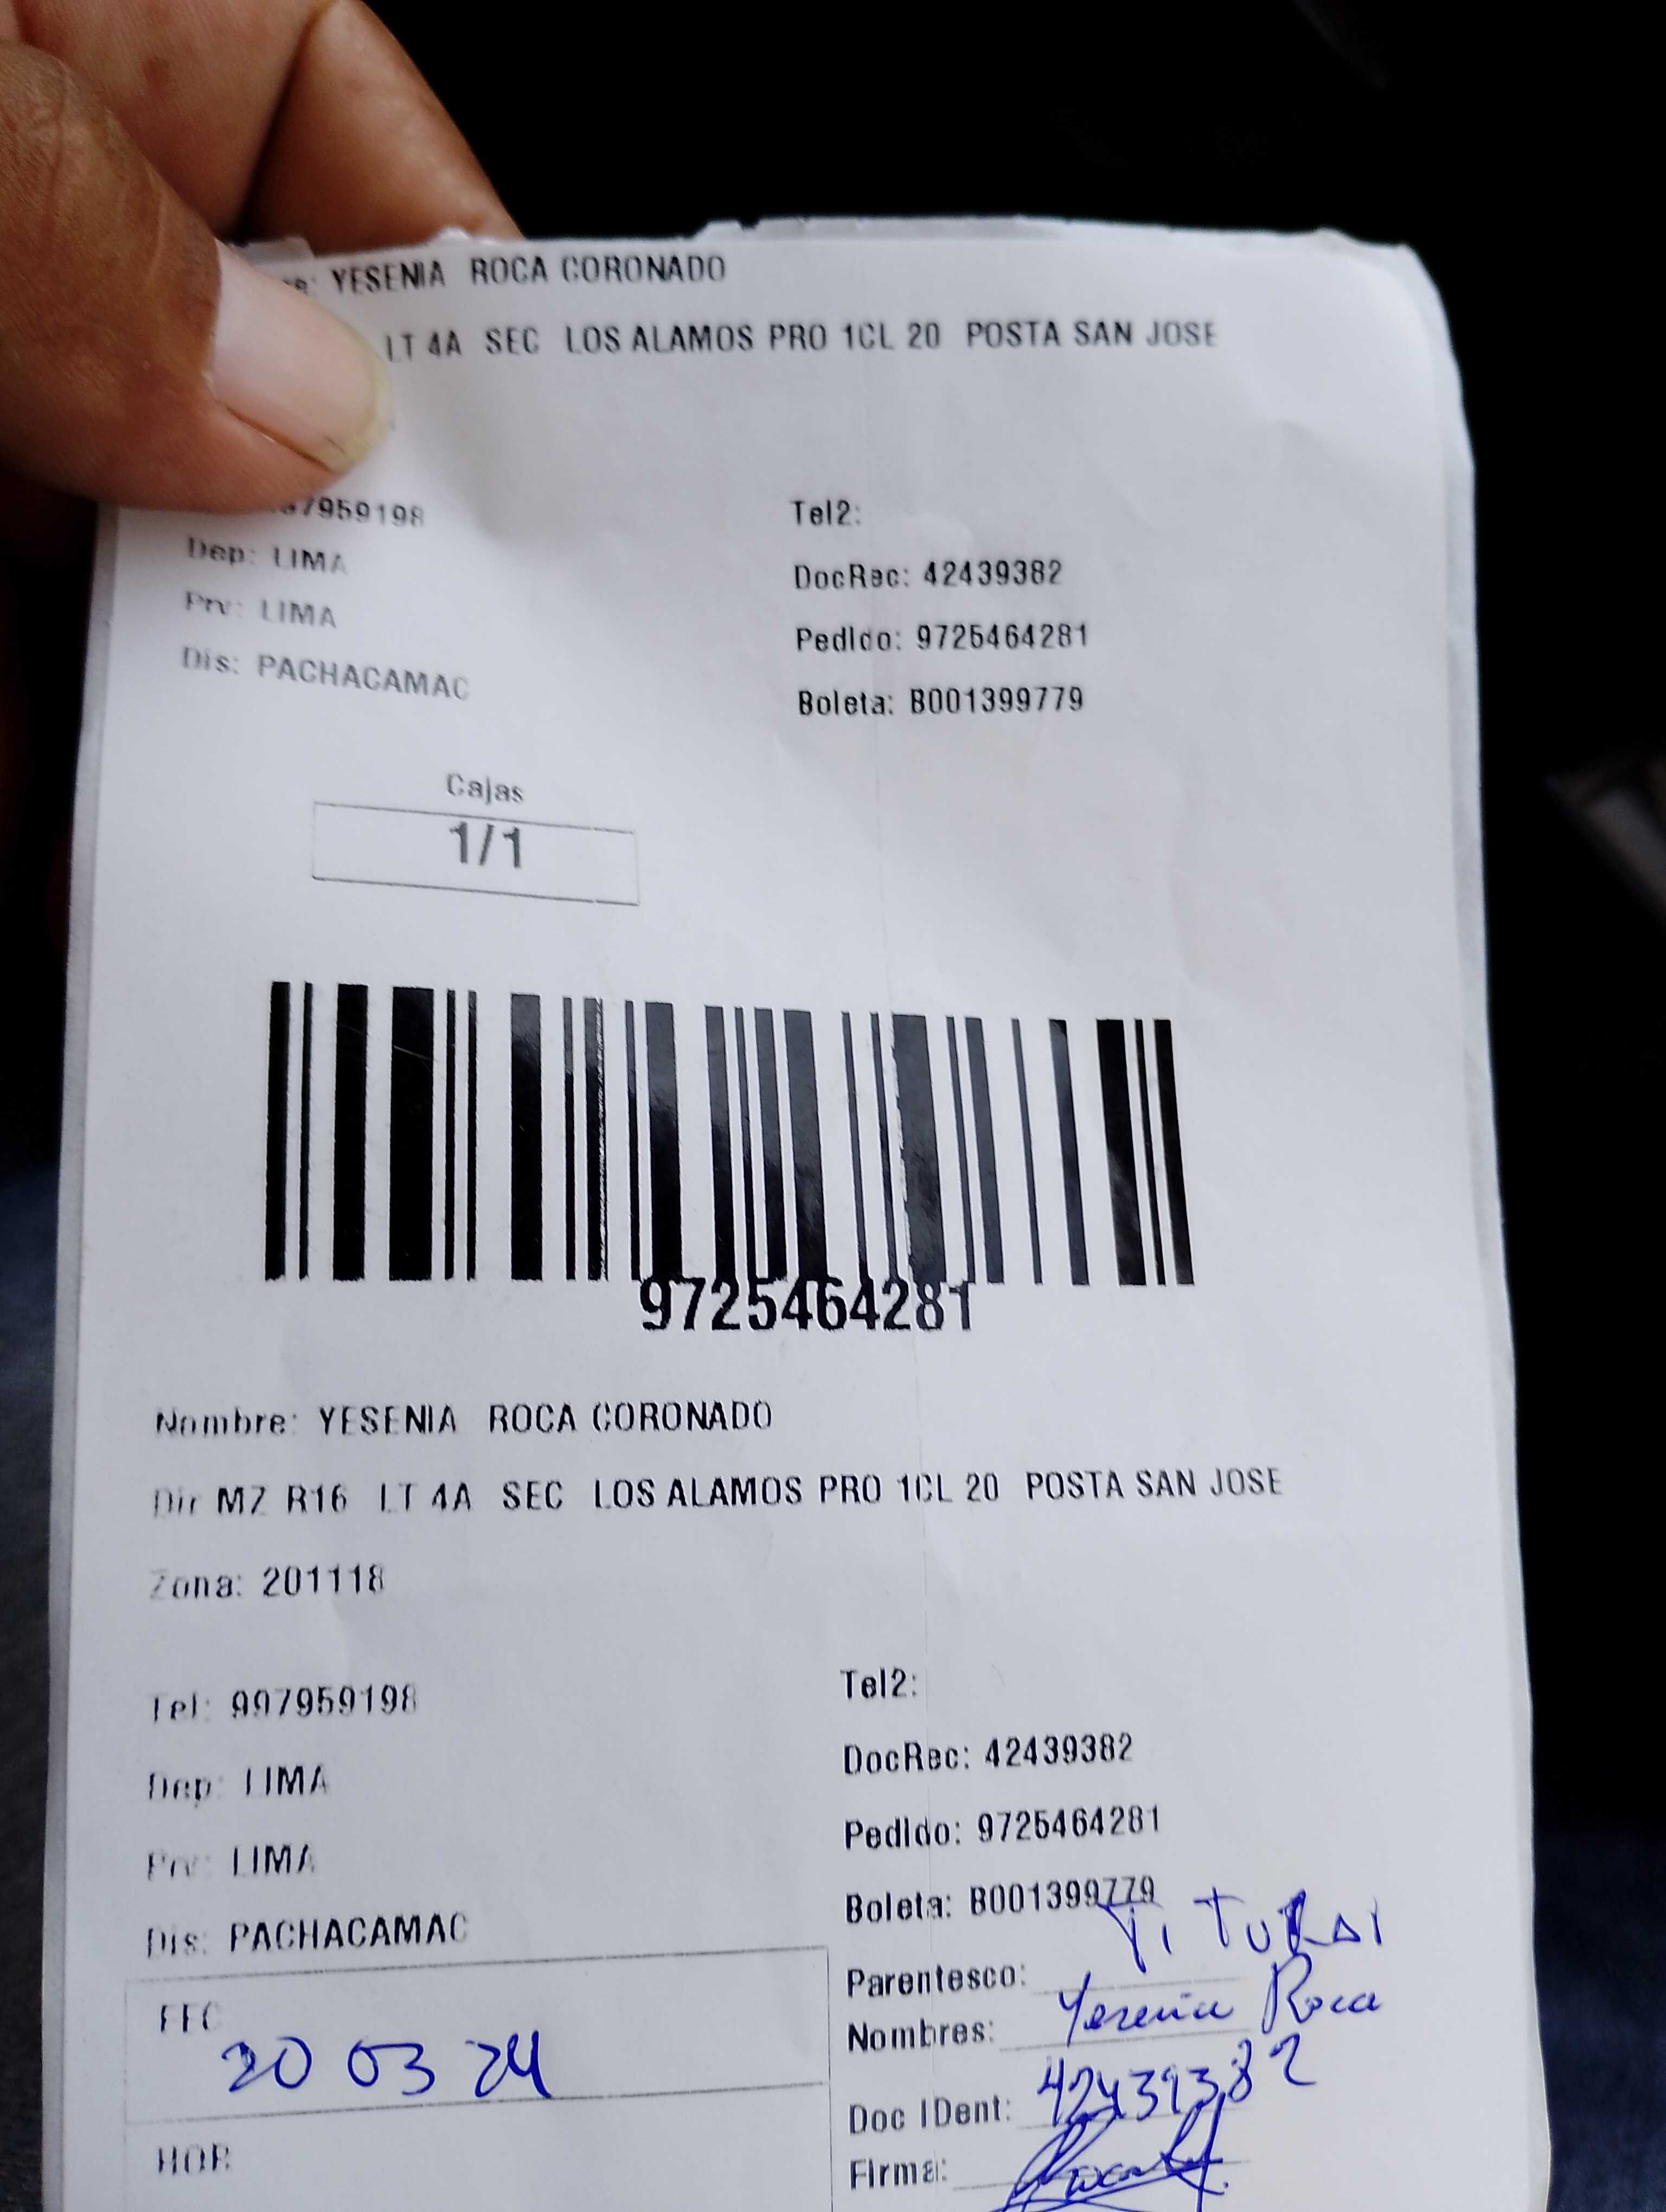 YESENIA ROCA CORONADO
LT 4A SEC LOS ALAMOS PRO 1CL 20 POSTA SAN JOSE
7959198 Tel2:
Dep: LIMA DocRec: 42439382
Prv: LIMA Pedido: 9725464281
Dis: PACHACAMAC Boleta: B001399779
Cajas
1/1
9725464281
Nombre: YESENIA ROCA CORONADO
Dir MZ R16 LT 4A SEC LOS ALAMOS PRO 1CL 20 POSTA SAN JOSE
Zona: 201118
Tel: 997959198 Tel2:
Dep: LIMA DocRec: 42439382
Prv: LIMA Pedido: 9725464281
Dis: PACHACAMAC Boleta: B001399779
Parentesco: TiTuRAl
FEC Nombres: Yesenia Roca
20 03 24 Doc IDent: 42439382
HOR Firma: